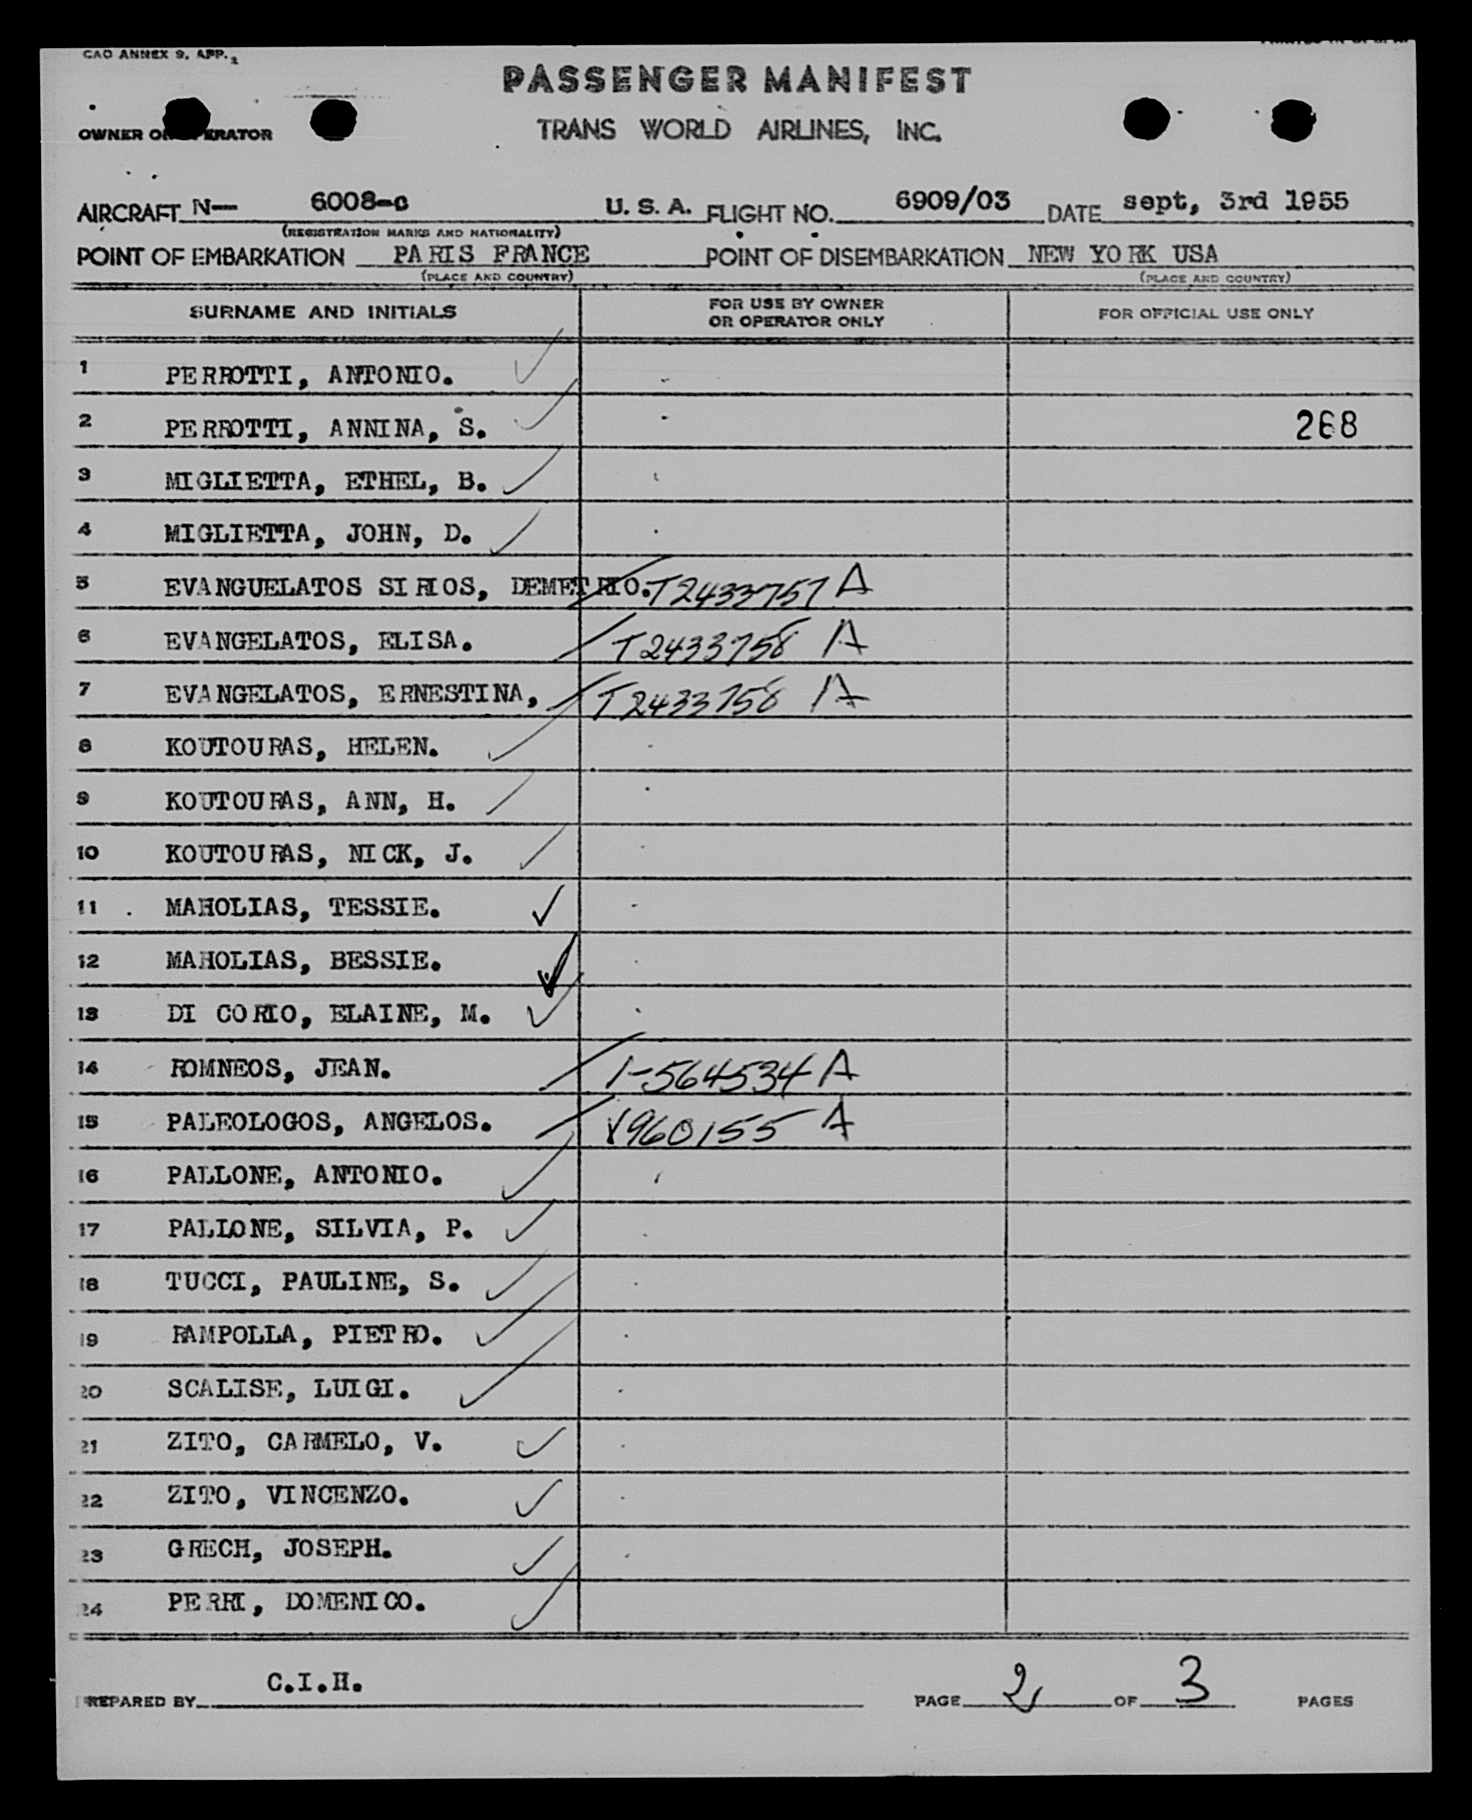 CAO ANNEX 9, APP. 2
PASSENGER MANIFEST
OWNER OR OPERATOR
TRANS WORLD AIRLINES, INC.
AIRCRAFT N— 6008-c U. S. A. FLIGHT NO. 6909/03 DATE sept, 3rd 1955
(REGISTRATION MARKS AND NATIONALITY)
POINT OF EMBARKATION PARIS FRANCE POINT OF DISEMBARKATION NEW YORK USA
(PLACE AND COUNTRY) (PLACE AND COUNTRY)
SURNAME AND INITIALS FOR USE BY OWNER OR OPERATOR ONLY FOR OFFICIAL USE ONLY
1 PERROTTI, ANTONIO.
2 PERROTTI, ANNINA, S. 268
3 MIGLIETTA, ETHEL, B.
4 MIGLIETTA, JOHN, D.
5 EVANGUELATOS SIRIOS, DEMETRIO. T2433757 A
6 EVANGELATOS, ELISA. T2433758 A
7 EVANGELATOS, ERNESTINA, T2433758 A
8 KOUTOURAS, HELEN.
9 KOUTOURAS, ANN, H.
10 KOUTOURAS, NICK, J.
11 MAHOLIAS, TESSIE.
12 MAHOLIAS, BESSIE.
13 DI CORIO, ELAINE, M.
14 ROMNEOS, JEAN. 1-564534 A
15 PALEOLOGOS, ANGELOS. V960155 A
16 PALLONE, ANTONIO.
17 PALLONE, SILVIA, P.
18 TUCCI, PAULINE, S.
19 RAMPOLLA, PIETRO.
20 SCALISE, LUIGI.
21 ZITO, CARMELO, V.
22 ZITO, VINCENZO.
23 GRECH, JOSEPH.
24 PERRI, DOMENICO.
PREPARED BY C.I.H. PAGE 2 OF 3 PAGES